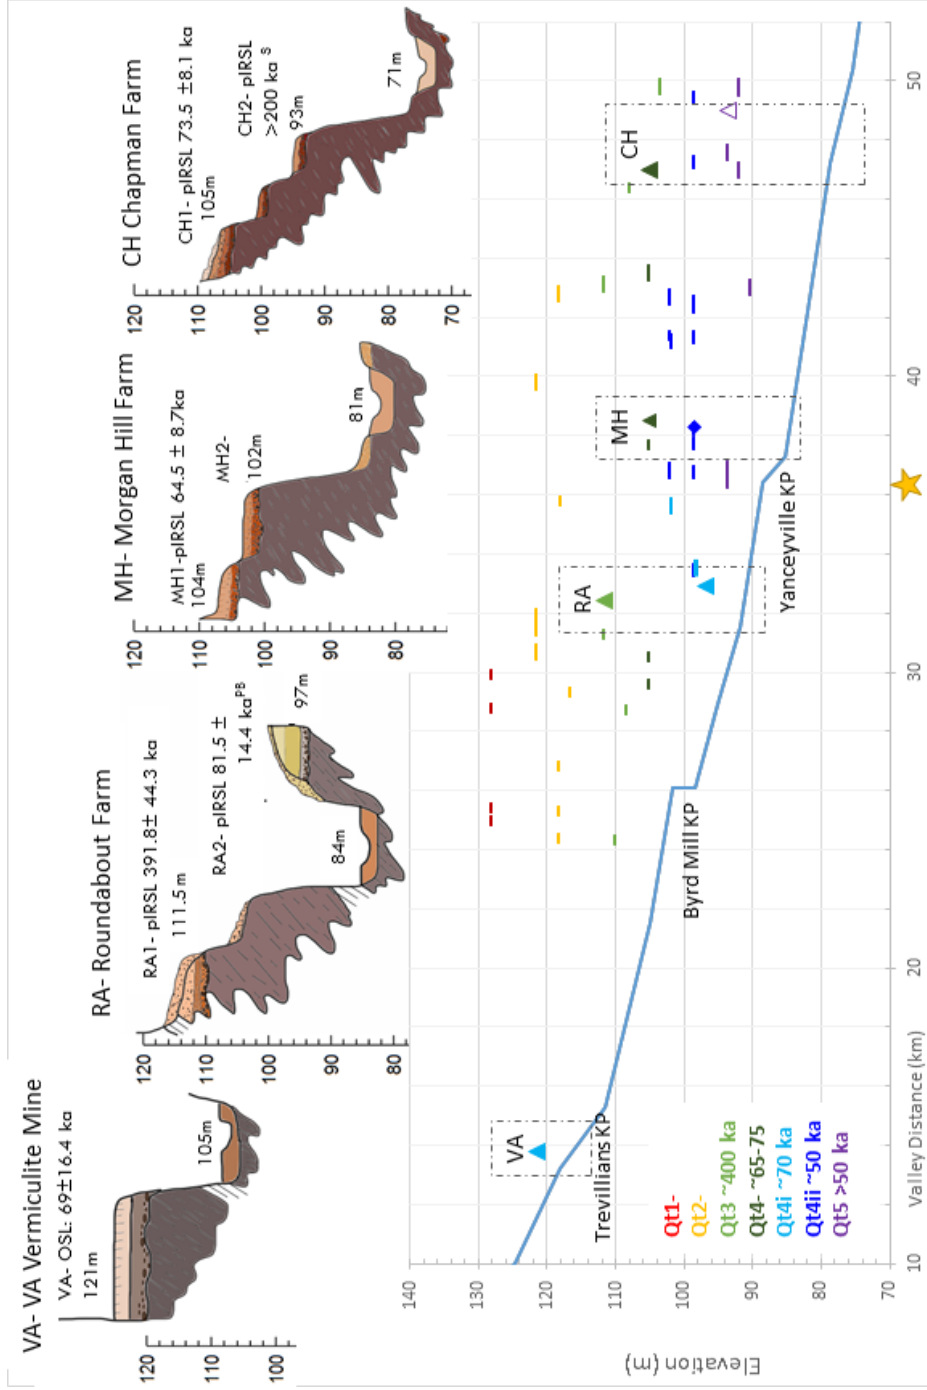 VA- VA Vermiculite Mine
VA- OSL- 69±16.4 ka
121m
105m
120
110
100
RA- Roundabout Farm
RA1- pIRSL 391.8± 44.3 ka
111.5 m
RA2- pIRSL 81.5 ±
14.4 kaPB
97m
84m
120
110
100
90
80
MH- Morgan Hill Farm
MH1-pIRSL 64.5 ± 8.7ka
104m
MH2-
102m
81m
120
110
100
90
80
CH Chapman Farm
CH1- pIRSL 73.5 ±8.1 ka
105m
CH2- pIRSL
>200 ka S
93m
71m
120
110
100
90
80
70
140
130
120
110
100
90
80
70
Elevation (m)
VA
RA
MH
CH
Trevillians KP
Byrd Mill KP
Yanceyville KP
Qt1-
Qt2-
Qt3 ~400 ka
Qt4- ~65-75
Qt4i ~70 ka
Qt4ii ~50 ka
Qt5 >50 ka
10
20
30
40
50
Valley Distance (km)